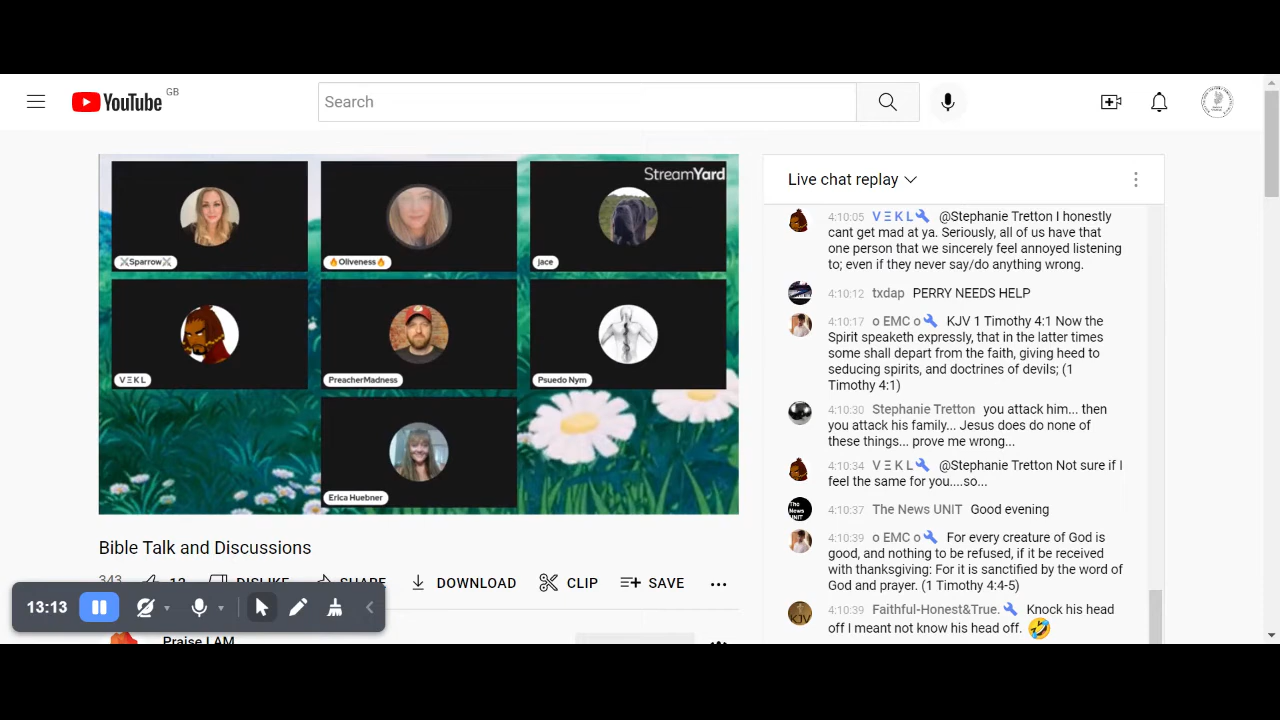 YouTube GB
Search
StreamYard
⚔Sparrow⚔
🔥Oliveness🔥
jace
VΞKL
PreacherMadness
Psuedo Nym
Erica Huebner
Bible Talk and Discussions
343 12 DISLIKE SHARE DOWNLOAD CLIP SAVE
13:13
Praise I AM
Live chat replay
4:10:05 V Ξ K L @Stephanie Tretton I honestly
cant get mad at ya. Seriously, all of us have that
one person that we sincerely feel annoyed listening
to; even if they never say/do anything wrong.
4:10:12 txdap PERRY NEEDS HELP
4:10:17 o EMC o KJV 1 Timothy 4:1 Now the
Spirit speaketh expressly, that in the latter times
some shall depart from the faith, giving heed to
seducing spirits, and doctrines of devils; (1
Timothy 4:1)
4:10:30 Stephanie Tretton you attack him... then
you attack his family... Jesus does do none of
these things... prove me wrong...
4:10:34 V Ξ K L @Stephanie Tretton Not sure if I
feel the same for you....so...
The News UNIT
4:10:37 The News UNIT Good evening
4:10:39 o EMC o For every creature of God is
good, and nothing to be refused, if it be received
with thanksgiving: For it is sanctified by the word of
God and prayer. (1 Timothy 4:4-5)
KJV
4:10:39 Faithful-Honest&True. Knock his head
off I meant not know his head off. 🤣